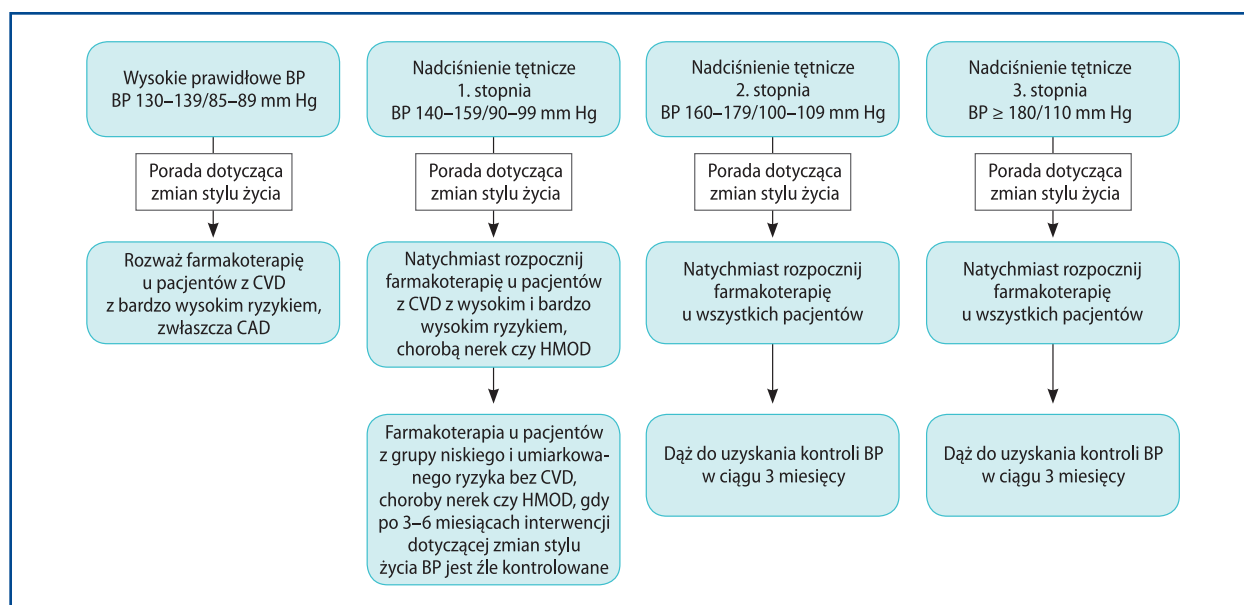 Wysokie prawidłowe BP
BP 130–139/85–89 mm Hg
Porada dotycząca
zmian stylu życia
Rozważ farmakoterapię
u pacjentów z CVD
z bardzo wysokim ryzykiem,
zwłaszcza CAD
Nadciśnienie tętnicze
1. stopnia
BP 140–159/90–99 mm Hg
Porada dotycząca
zmian stylu życia
Natychmiast rozpocznij
farmakoterapię u pacjentów
z CVD z wysokim i bardzo
wysokim ryzykiem,
chorobą nerek czy HMOD
Farmakoterapia u pacjentów
z grupy niskiego i umiarkowa-
nego ryzyka bez CVD,
choroby nerek czy HMOD, gdy
po 3–6 miesiącach interwencji
dotyczącej zmian stylu
życia BP jest źle kontrolowane
Nadciśnienie tętnicze
2. stopnia
BP 160–179/100–109 mm Hg
Porada dotycząca
zmian stylu życia
Natychmiast rozpocznij
farmakoterapię
u wszystkich pacjentów
Dąż do uzyskania kontroli BP
w ciągu 3 miesięcy
Nadciśnienie tętnicze
3. stopnia
BP ≥ 180/110 mm Hg
Porada dotycząca
zmian stylu życia
Natychmiast rozpocznij
farmakoterapię
u wszystkich pacjentów
Dąż do uzyskania kontroli BP
w ciągu 3 miesięcy